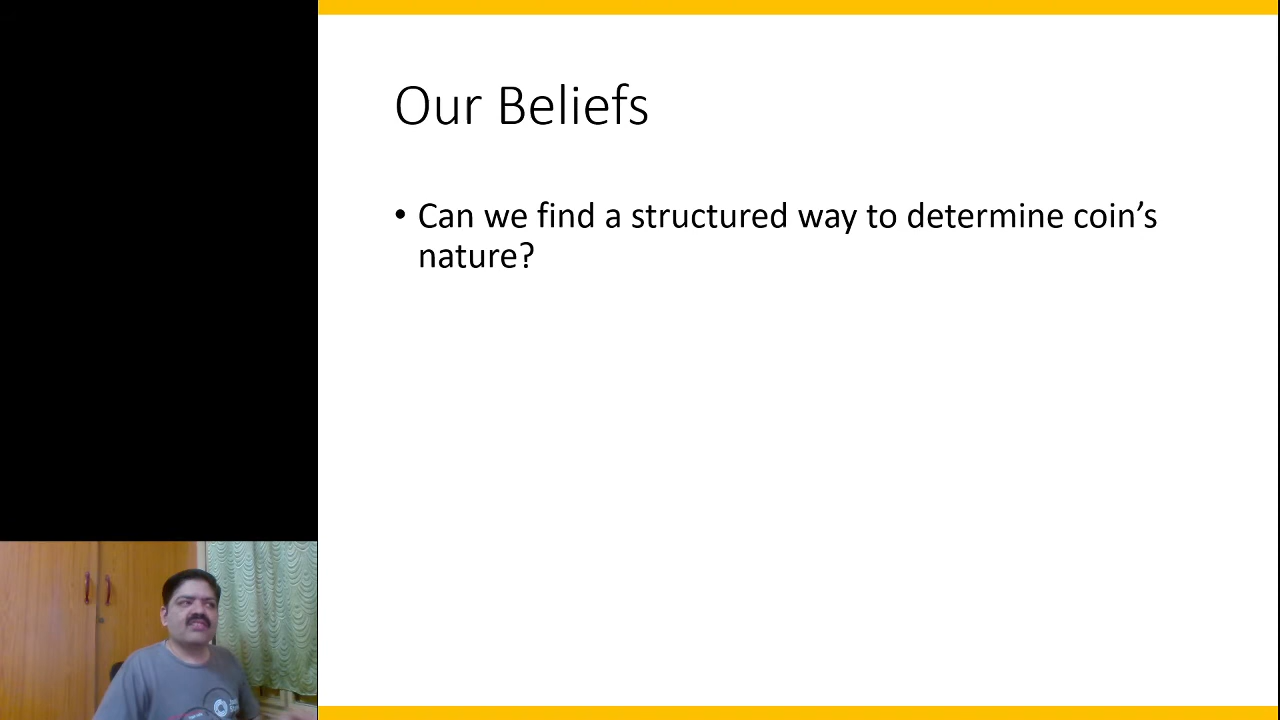 Our Beliefs
• Can we find a structured way to determine coin’s
nature?